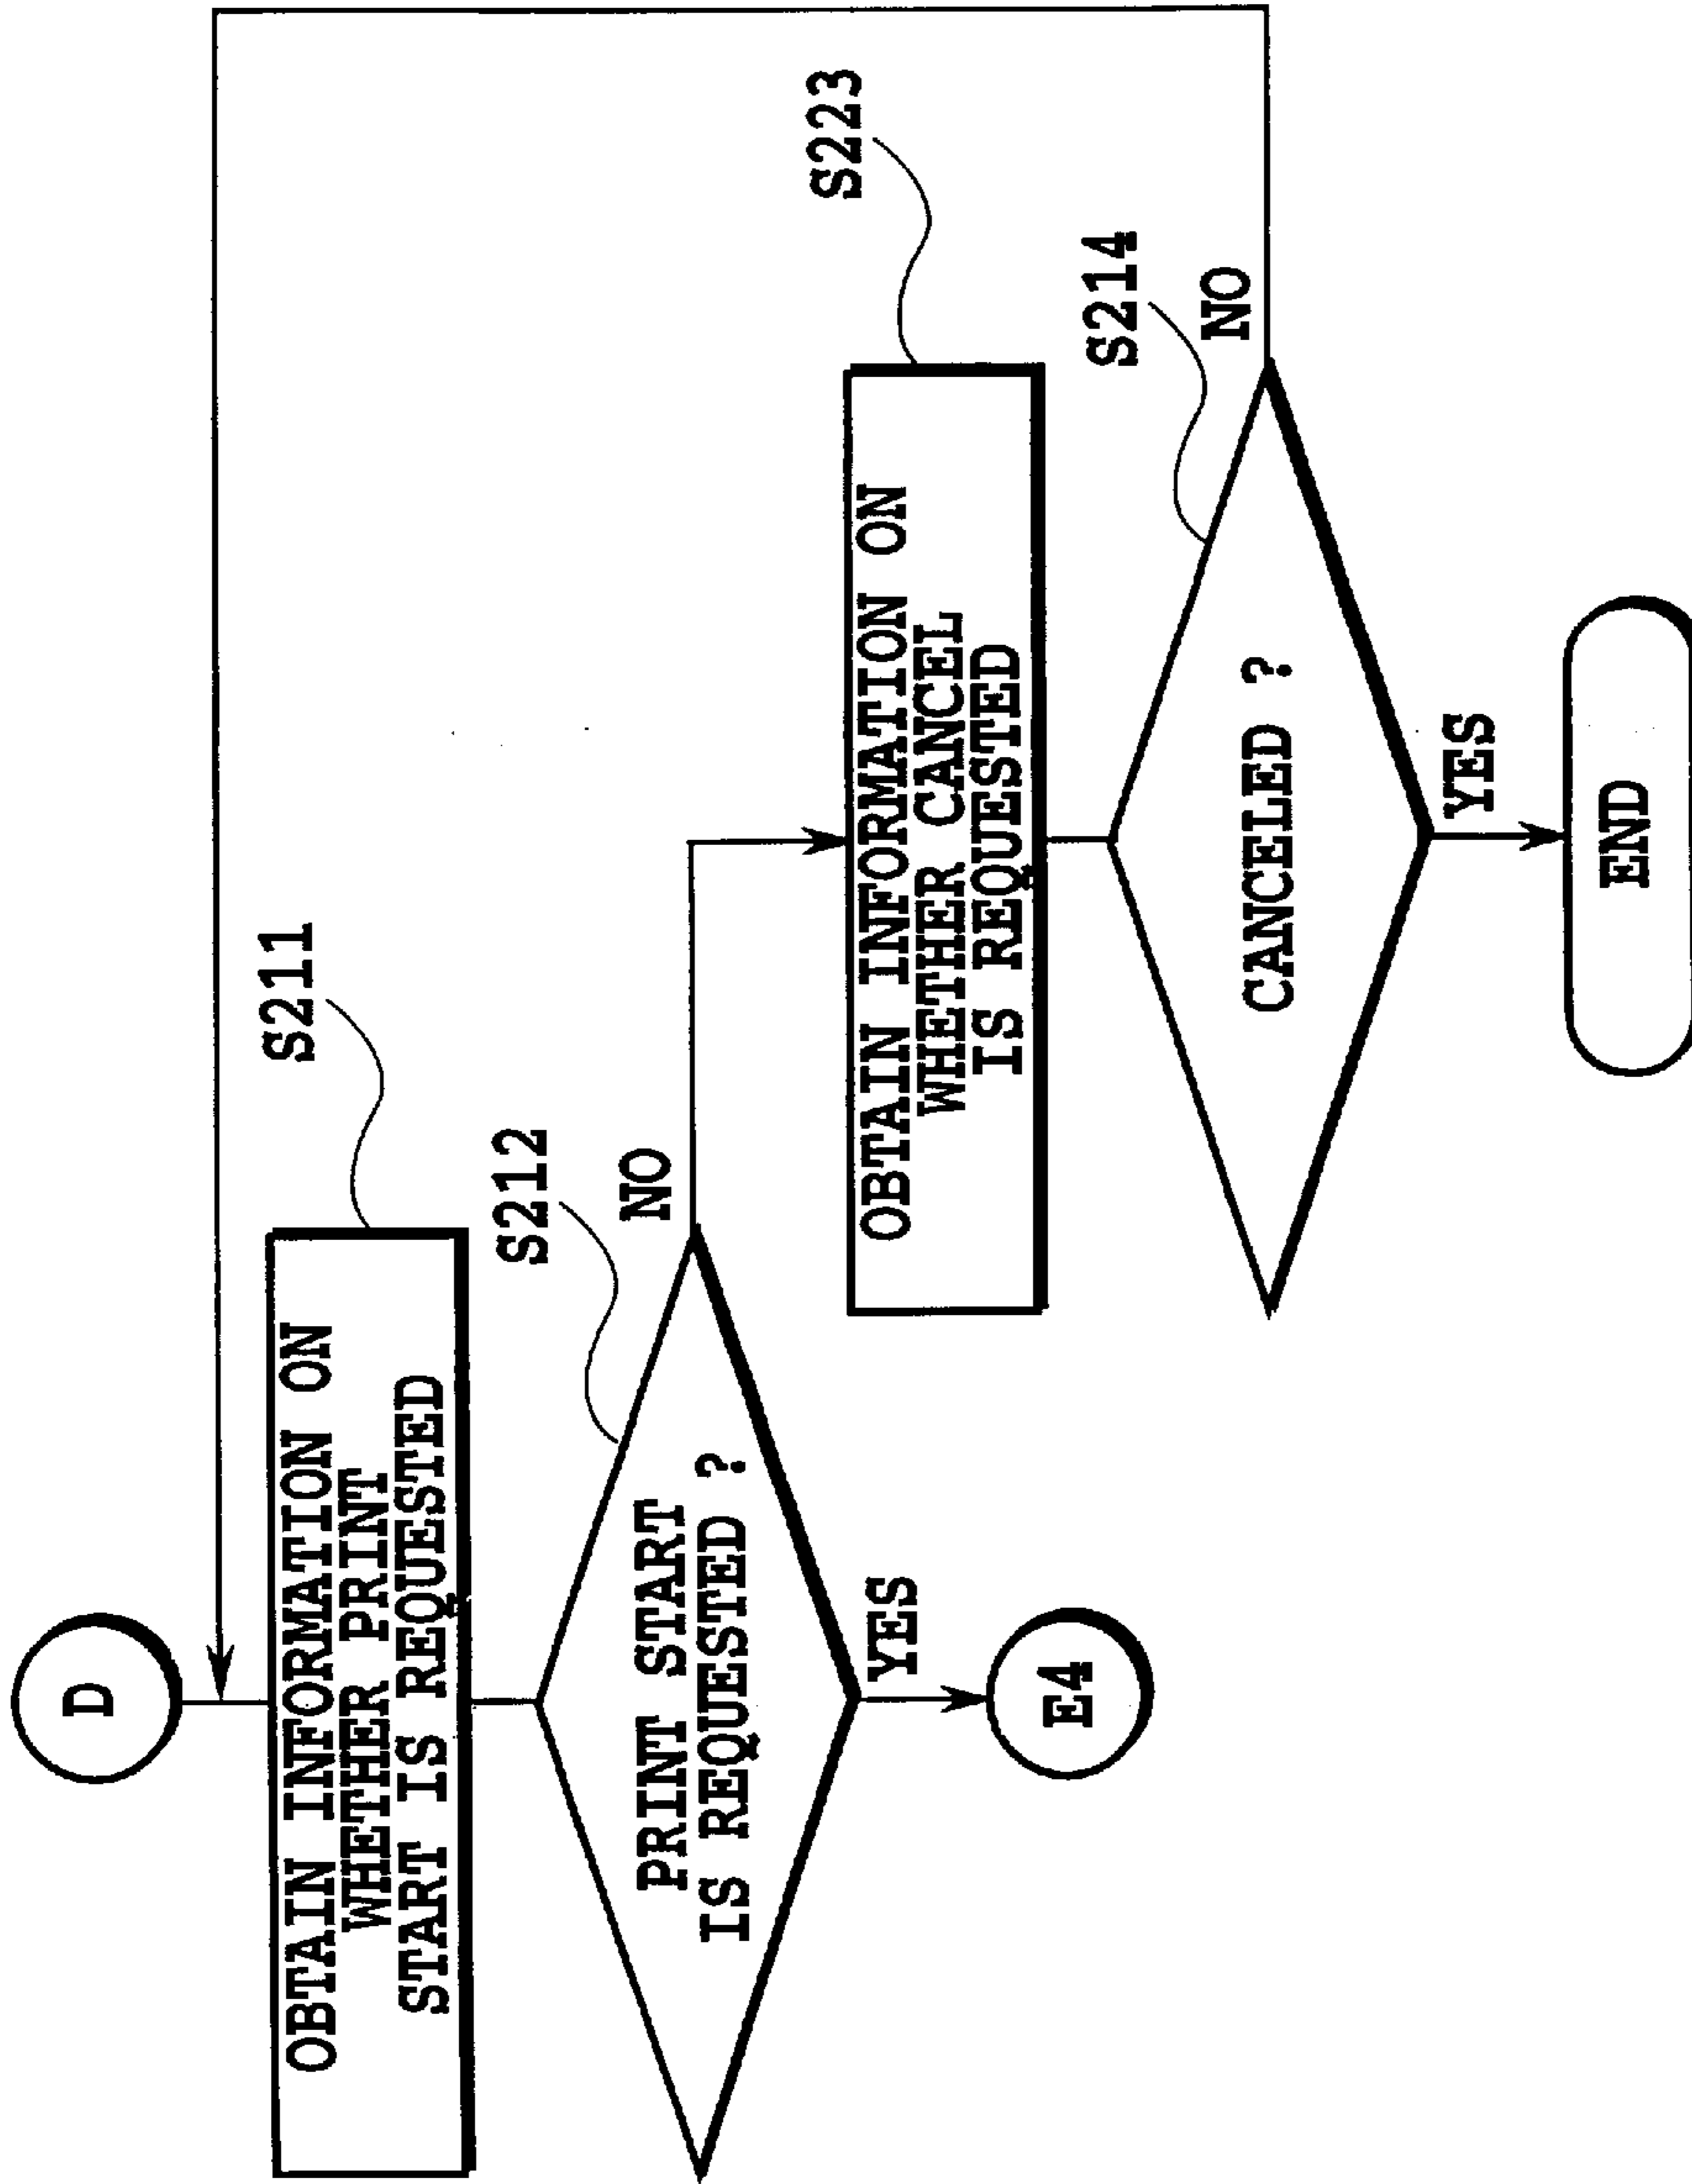 D
S211
OBTAIN INFORMATION ON
WHETHER PRINT
START IS REQUESTED
S212
PRINT START
IS REQUESTED ?
NO
YES
E4
S223
OBTAIN INFORMATION ON
WHETHER CANCEL
IS REQUESTED
S214
CANCELED ?
NO
YES
END